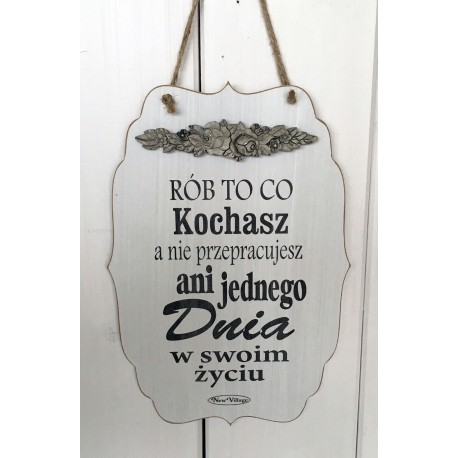 RÓB TO CO
Kochasz
a nie przepracujesz
ani jednego
Dnia
w swoim
życiu
New Village